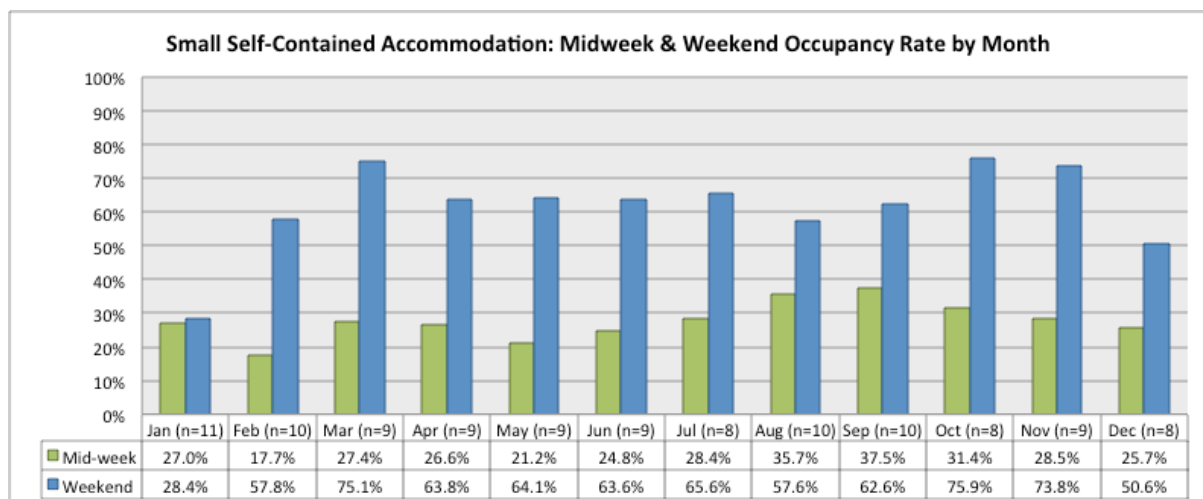 Small Self-Contained Accommodation: Midweek & Weekend Occupancy Rate by Month
100%
90%
80%
70%
60%
50%
40%
30%
20%
10%
0%
Jan (n=11) Feb (n=10) Mar (n=9) Apr (n=9) May (n=9) Jun (n=9) Jul (n=8) Aug (n=10) Sep (n=10) Oct (n=8) Nov (n=9) Dec (n=8)
Mid-week 27.0% 17.7% 27.4% 26.6% 21.2% 24.8% 28.4% 35.7% 37.5% 31.4% 28.5% 25.7%
Weekend 28.4% 57.8% 75.1% 63.8% 64.1% 63.6% 65.6% 57.6% 62.6% 75.9% 73.8% 50.6%